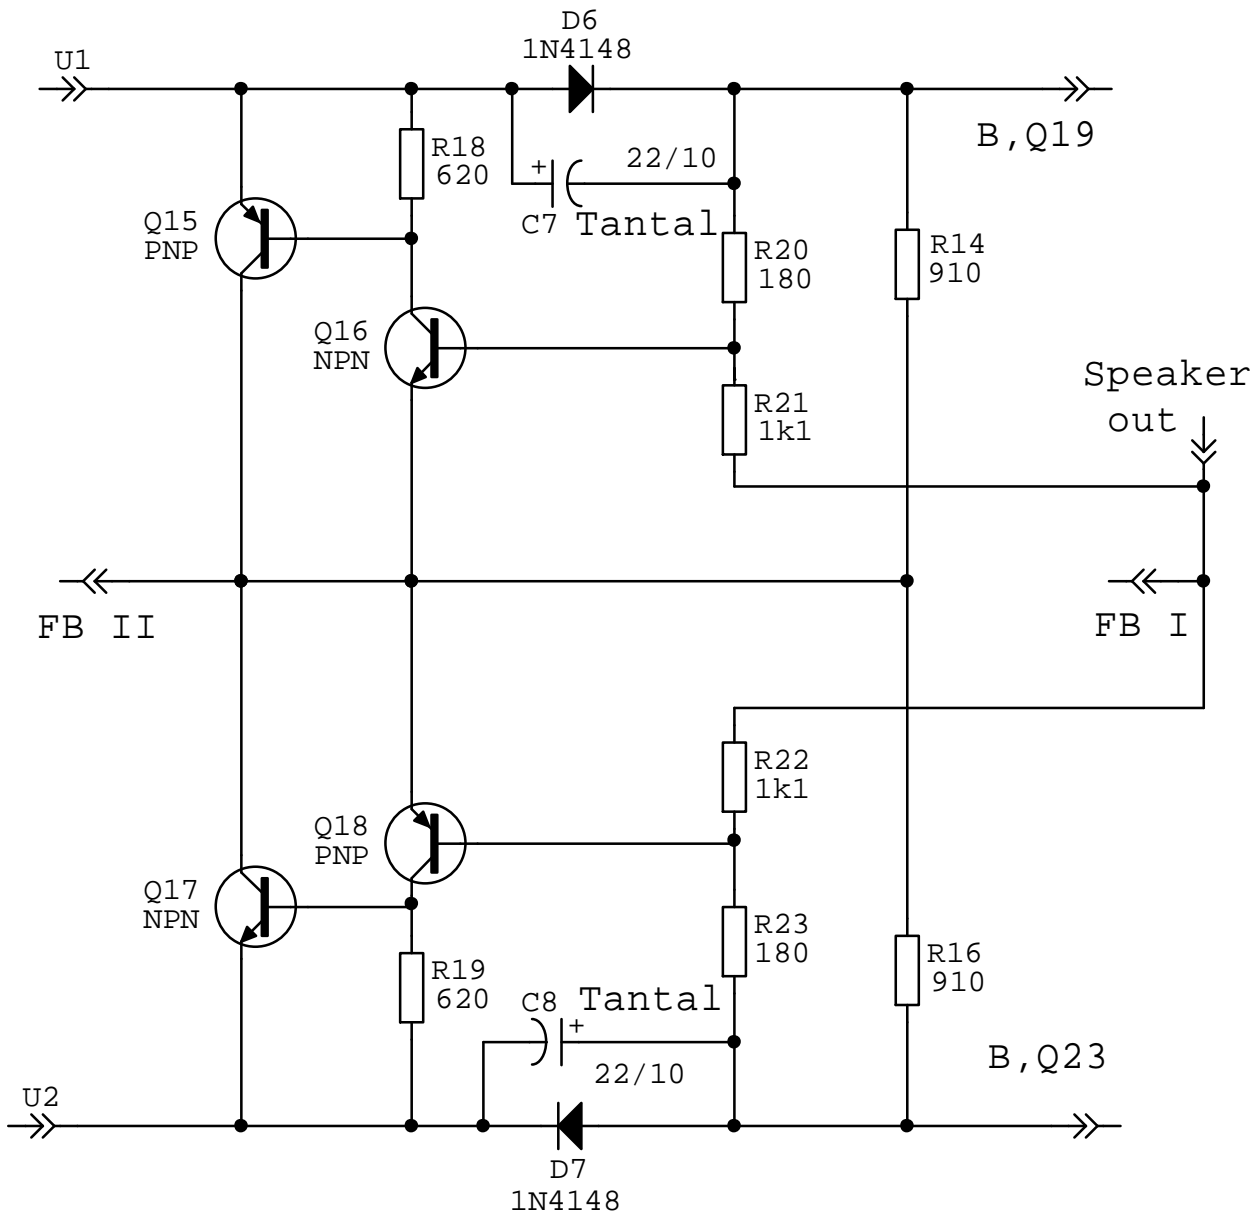 D6
1N4148
U1
B,Q19
R18
620
+
22/10
C7 Tantal
Q15
PNP
R20
180
R14
910
Q16
NPN
Speaker
out
R21
1k1
FB II
FB I
R22
1k1
Q18
PNP
Q17
NPN
R23
180
R16
910
R19
620
C8 Tantal
+
22/10
B,Q23
U2
D7
1N4148